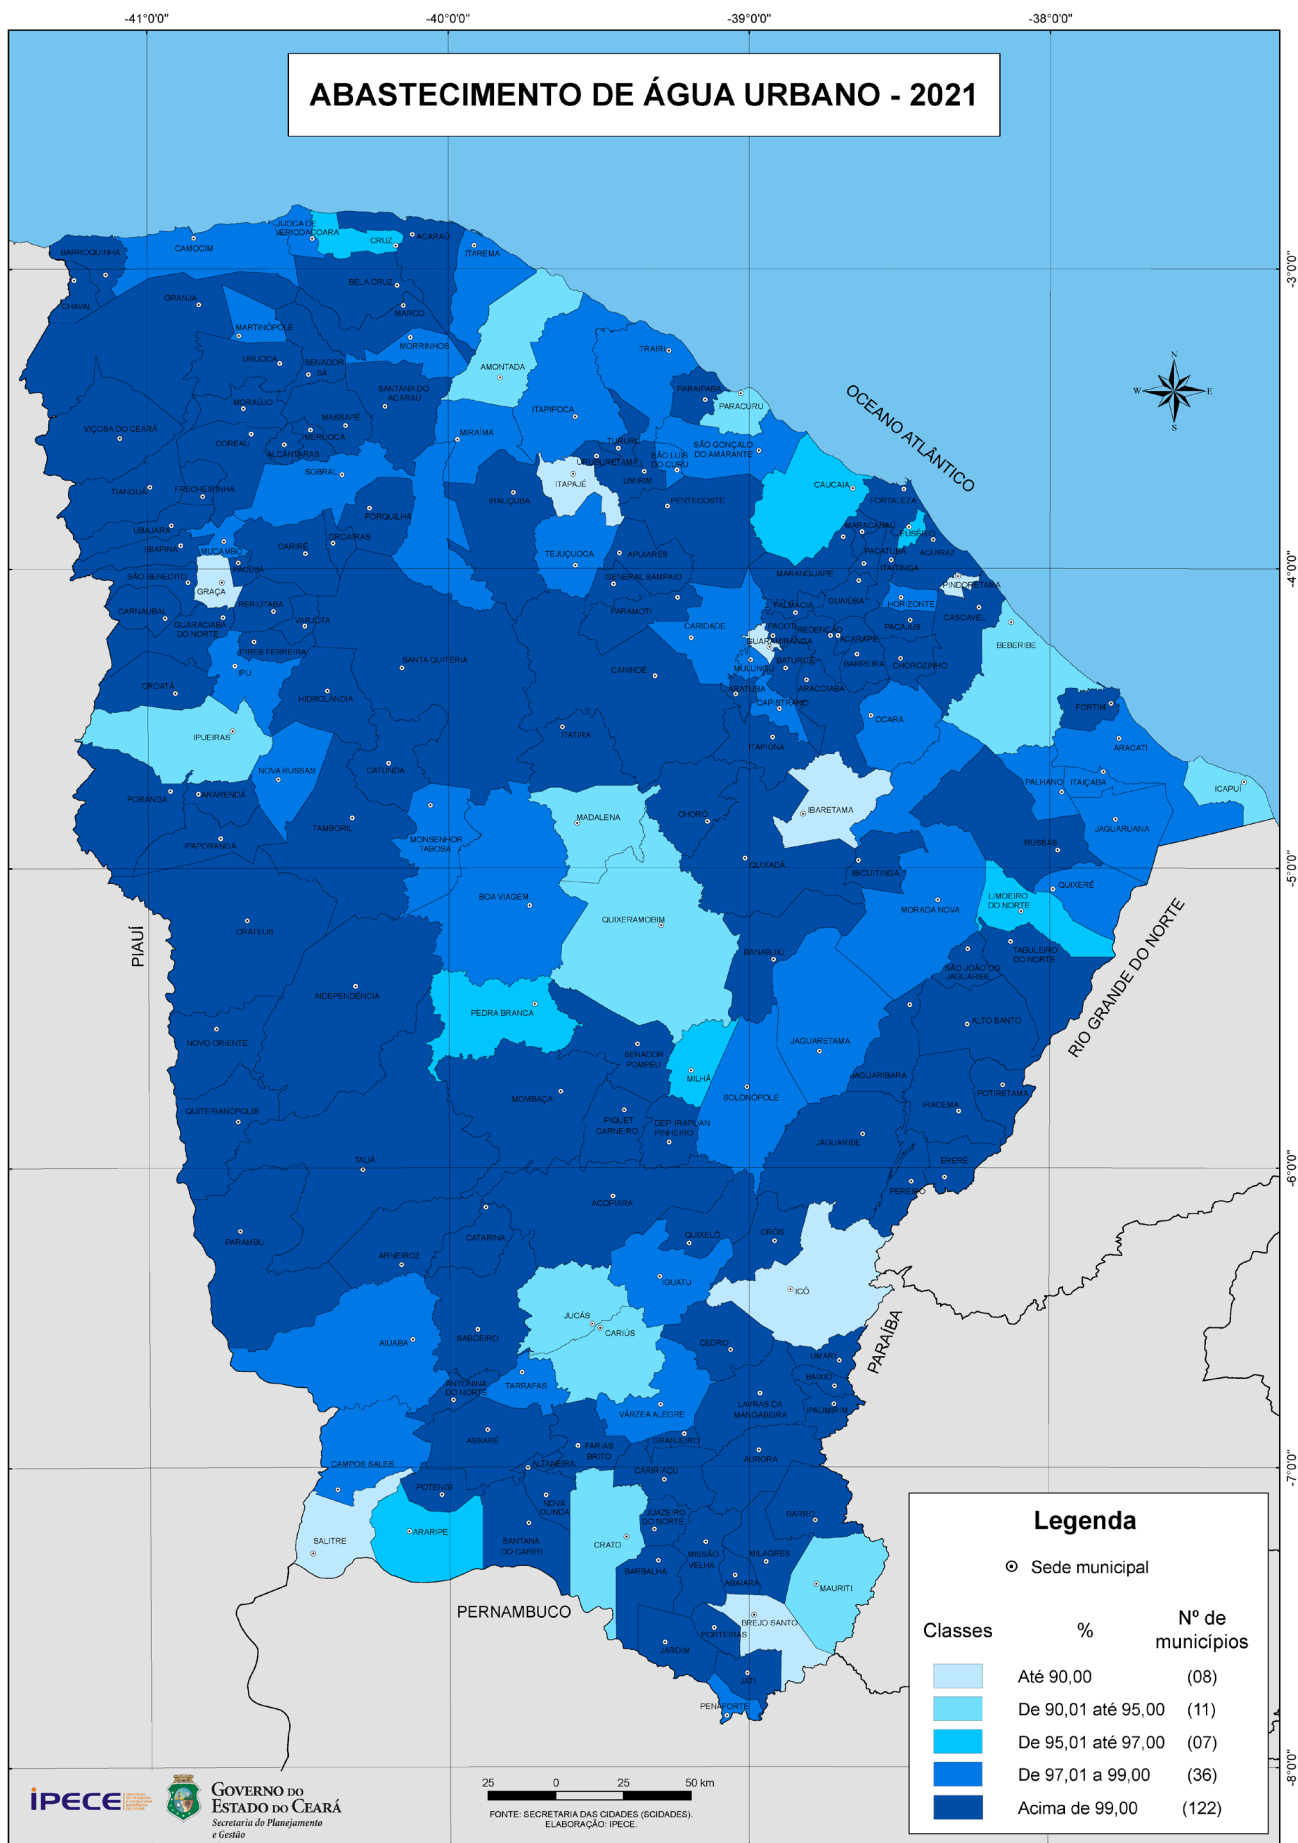 -41°0'0"
-40°0'0"
-39°0'0"
-38°0'0"
ABASTECIMENTO DE ÁGUA URBANO - 2021
JIJOCA DE
JERICOACOARA
CRUZ
ACARAÚ
BARROQUINHA
CAMOCIM
ITAREMA
-3°0'0"
CHAVAL
GRANJA
BELA CRUZ
MARCO
MARTINÓPOLE
MORRINHOS
URUOCA
SENADOR
SÁ
AMONTADA
TRAIRI
N
W
E
S
MORAÚJO
SANTANA DO
ACARAÚ
PARAIPABA
PARACURU
OCEANO ATLÂNTICO
VIÇOSA DO CEARÁ
COREAU
MASSAPÊ
MERUOCA
ALCÂNTARAS
ITAPIPOCA
MIRAÍMA
TURURU
URUBURETAMA
SÃO LUIS
DO CURU
SÃO GONÇALO
DO AMARANTE
SOBRAL
TIANGUÁ
FRECHEIRINHA
IRAUÇUBA
ITAPAJÉ
UMIRIM
PENTECOSTE
CAUCAIA
FORTALEZA
UBAJARA
IBIAPINA
MUCAMBO
PACUJÁ
CARIRÉ
GROAIRAS
FORQUILHA
TEJUÇUOCA
APUIARÉS
GENERAL SAMPAIO
MARACANAÚ
EUSÉBIO
PACATUBA
AQUIRAZ
ITAITINGA
MARANGUAPE
-4°0'0"
SÃO BENEDITO
GRAÇA
PINDORETAMA
CARNAUBAL
GUARACIABA
DO NORTE
RERIUTABA
VARJOTA
PARAMOTI
CARIDADE
PALMÁCIA
GUAIÚBA
HORIZONTE
CASCAVEL
PACOTI
REDENÇÃO
ACARAPE
PACAJUS
GUARAMIRANGA
PIRES FERREIRA
IPU
SANTA QUITÉRIA
CANINDÉ
MULUNGU
BATURITÉ
BARREIRA
CHOROZINHO
BEBERIBE
CROATÁ
HIDROLÂNDIA
ARATUBA
ARACOIABA
CAPISTRANO
OCARA
FORTIM
IPUEIRAS
ITATIRA
ITAPIÚNA
ARACATI
NOVA RUSSAS
CATUNDA
PORANGA
ARARENDÁ
IPAPORANGA
TAMBORIL
MONSENHOR
TABOSA
MADALENA
CHORÓ
IBARETAMA
PALHANO
ITAIÇABA
ICAPUÍ
JAGUARUANA
RUSSAS
QUIXADÁ
IBICUITINGA
-5°0'0"
BOA VIAGEM
QUIXERAMOBIM
MORADA NOVA
LIMOEIRO
DO NORTE
QUIXERÉ
PIAUÍ
CRATEÚS
BANABUIÚ
TABULEIRO
DO NORTE
SÃO JOÃO DO
JAGUARIBE
RIO GRANDE DO NORTE
INDEPENDÊNCIA
PEDRA BRANCA
ALTO SANTO
NOVO ORIENTE
SENADOR
POMPEU
JAGUARETAMA
MILHÃ
JAGUARIBARA
MOMBAÇA
SOLONÓPOLE
POTIRETAMA
IRACEMA
QUITERIANÓPOLIS
PIQUET
CARNEIRO
DEP. IRAPUAN
PINHEIRO
JAGUARIBE
TAUÁ
ERERÉ
-6°0'0"
PEREIRO
ACOPIARA
PARAMBU
CATARINA
QUIXELÔ
ORÓS
ARNEIROZ
IGUATU
ICÓ
JUCÁS
CARIÚS
AIUABA
SABOEIRO
CEDRO
UMARI
PARAÍBA
BAIXIO
ANTONINA
DO NORTE
TARRAFAS
VÁRZEA ALEGRE
LAVRAS DA
MANGABEIRA
IPAUMIRIM
ASSARÉ
FARIAS
BRITO
GRANJEIRO
AURORA
CAMPOS SALES
ALTANEIRA
CARIRIAÇU
-7°0'0"
POTENGI
NOVA
OLINDA
JUAZEIRO
DO NORTE
BARRO
SALITRE
ARARIPE
SANTANA
DO CARIRI
CRATO
MISSÃO
VELHA
MILAGRES
BARBALHA
ABAIARA
MAURITI
PERNAMBUCO
BREJO SANTO
PORTEIRAS
JARDIM
JATI
PENAFORTE
-8°0'0"
Legenda
Sede municipal
Classes
%
Nº de
municípios
Até 90,00
(08)
De 90,01 até 95,00
(11)
De 95,01 até 97,00
(07)
De 97,01 a 99,00
(36)
Acima de 99,00
(122)
IPECE
GOVERNO DO
ESTADO DO CEARÁ
Secretaria do Planejamento
e Gestão
25 0 25 50 km
FONTE: SECRETARIA DAS CIDADES (SCIDADES).
ELABORAÇÃO: IPECE.